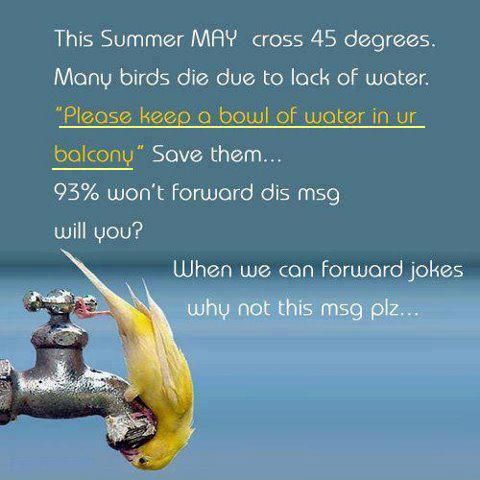 This Summer MAY cross 45 degrees.
Many birds die due to lack of water.
"Please keep a bowl of water in ur
balcony" Save them...
93% won't forward dis msg
will you?
When we can forward jokes
why not this msg plz...